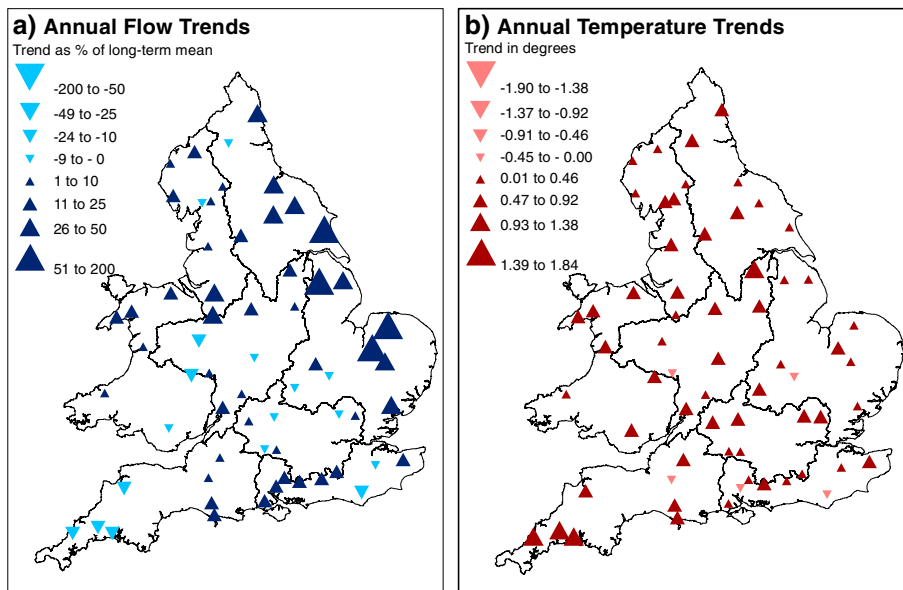 a) Annual Flow Trends
Trend as % of long-term mean
-200 to -50
-49 to -25
-24 to -10
-9 to - 0
1 to 10
11 to 25
26 to 50
51 to 200
b) Annual Temperature Trends
Trend in degrees
-1.90 to -1.38
-1.37 to -0.92
-0.91 to -0.46
-0.45 to - 0.00
0.01 to 0.46
0.47 to 0.92
0.93 to 1.38
1.39 to 1.84